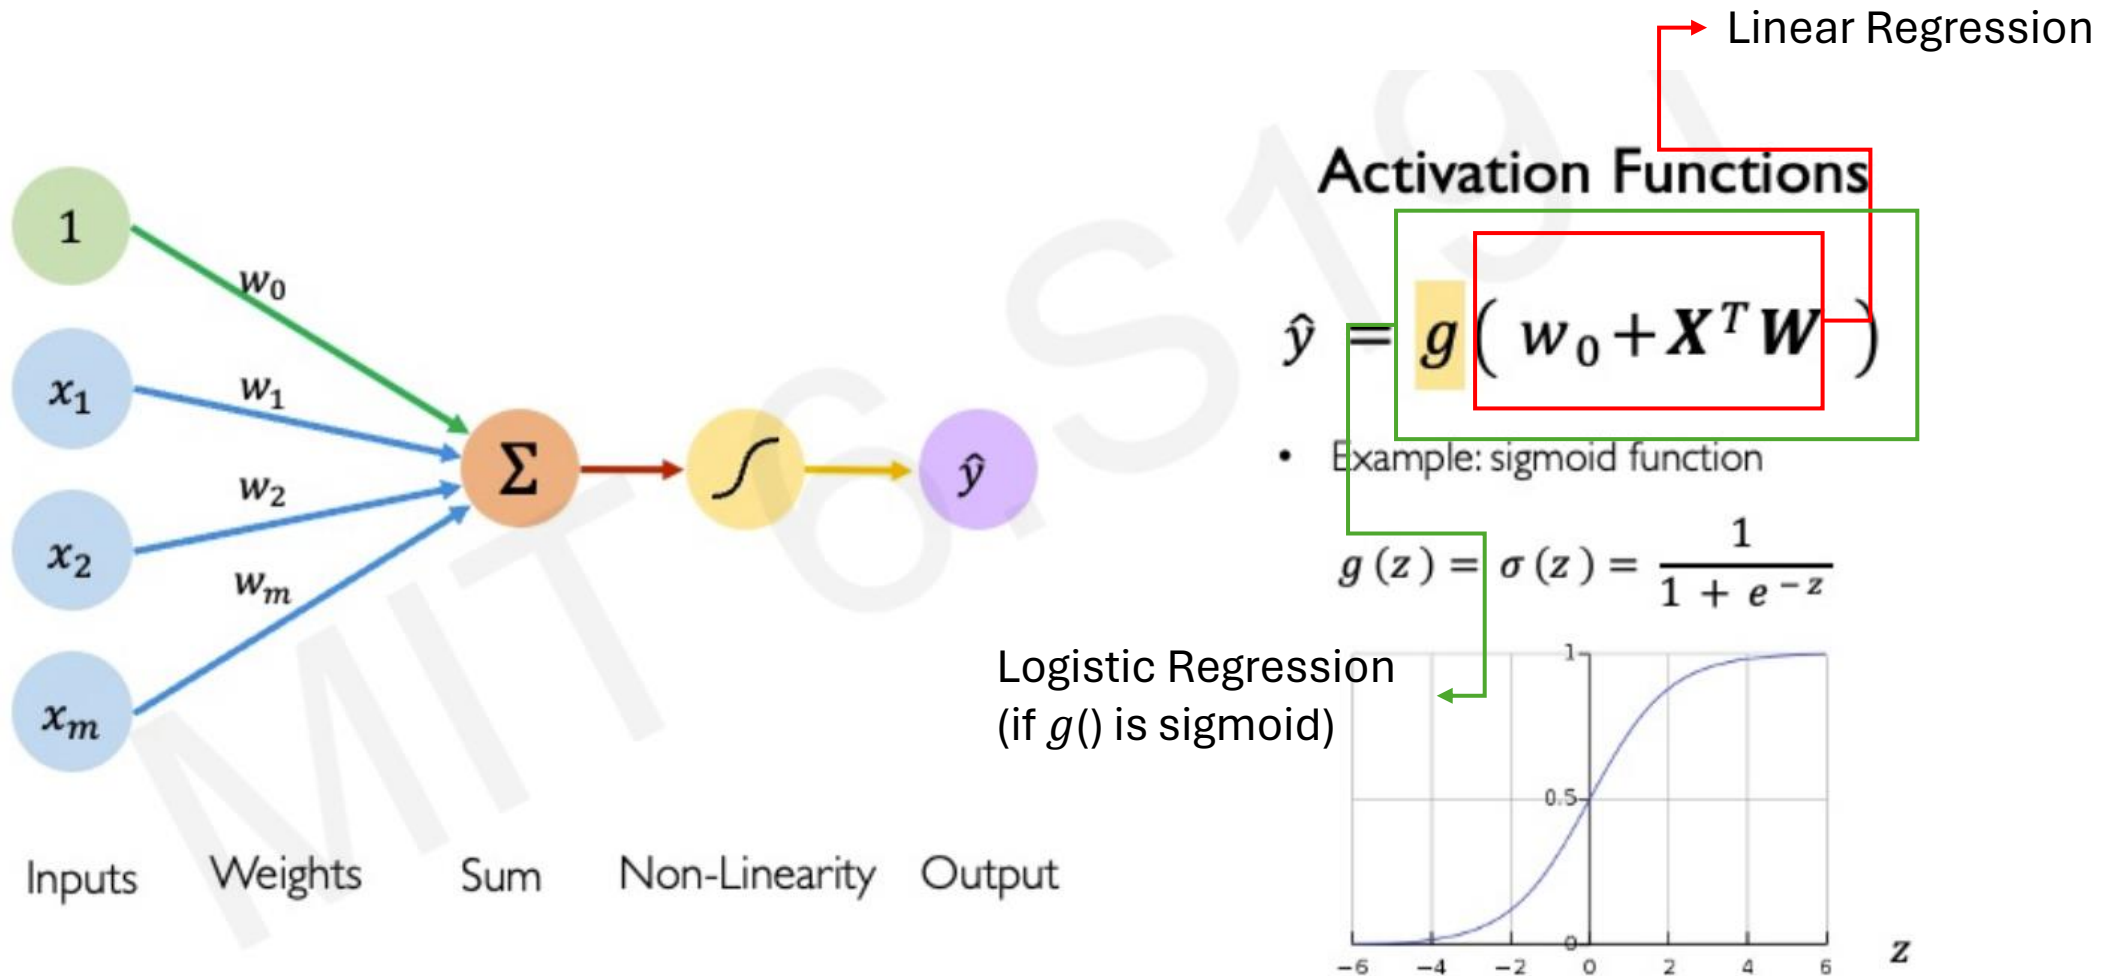 Linear Regression
Activation Functions
1
w₀
x₁
w₁
x₂
w₂
xₘ
wₘ
Σ
ŷ
ŷ = g( w₀ + XᵀW )
• Example: sigmoid function
g(z) = σ(z) = 1 / (1 + e⁻ᶻ)
Logistic Regression
(if g() is sigmoid)
1
0.5
0
-6 -4 -2 0 2 4 6
z
Inputs Weights Sum Non-Linearity Output
MIT 6.S191